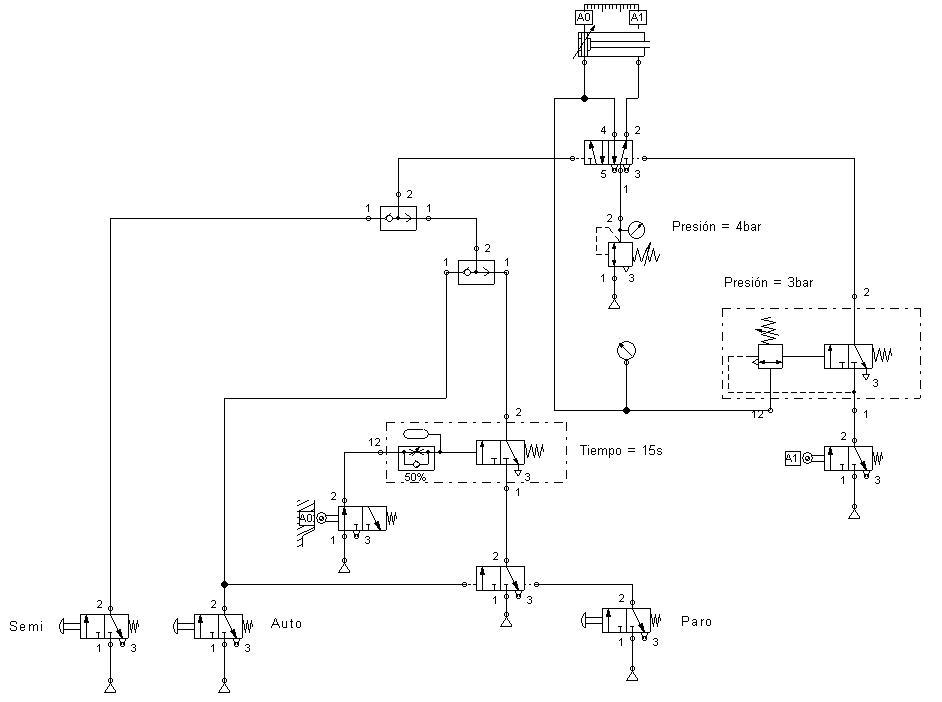 A0 A1
4 2
5 3
1
2
1 2 1
Presión = 4bar
1 3
2
1 1
Presión = 3bar
2
3
12 1
2
12
Tiempo = 15s
50%
3
1
2
A1
1 3
2
A0
1 3
2
1 3
2 2 2
Semi Auto Paro
1 3 1 3 1 3